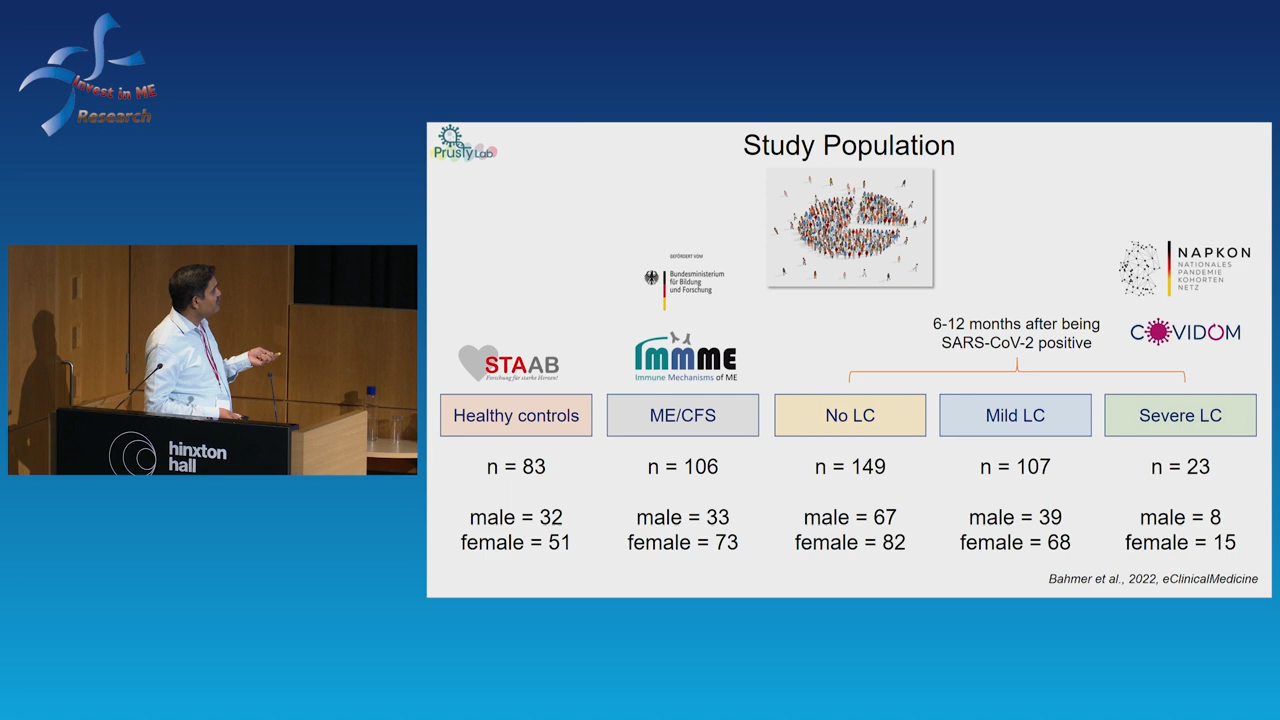 Invest in ME
Research
Prusty Lab
Study Population
GEFÖRDERT VOM
Bundesministerium
für Bildung
und Forschung
NAPKON
NATIONALES
PANDEMIE
KOHORTEN
NETZ
6-12 months after being
SARS-CoV-2 positive
COVIDOM
STAAB
Forschung für starke Herzen!
ImmME
Immune Mechanisms of ME
Healthy controls
ME/CFS
No LC
Mild LC
Severe LC
n = 83
n = 106
n = 149
n = 107
n = 23
male = 32
male = 33
male = 67
male = 39
male = 8
female = 51
female = 73
female = 82
female = 68
female = 15
Bahmer et al., 2022, eClinicalMedicine
hinxton
hall